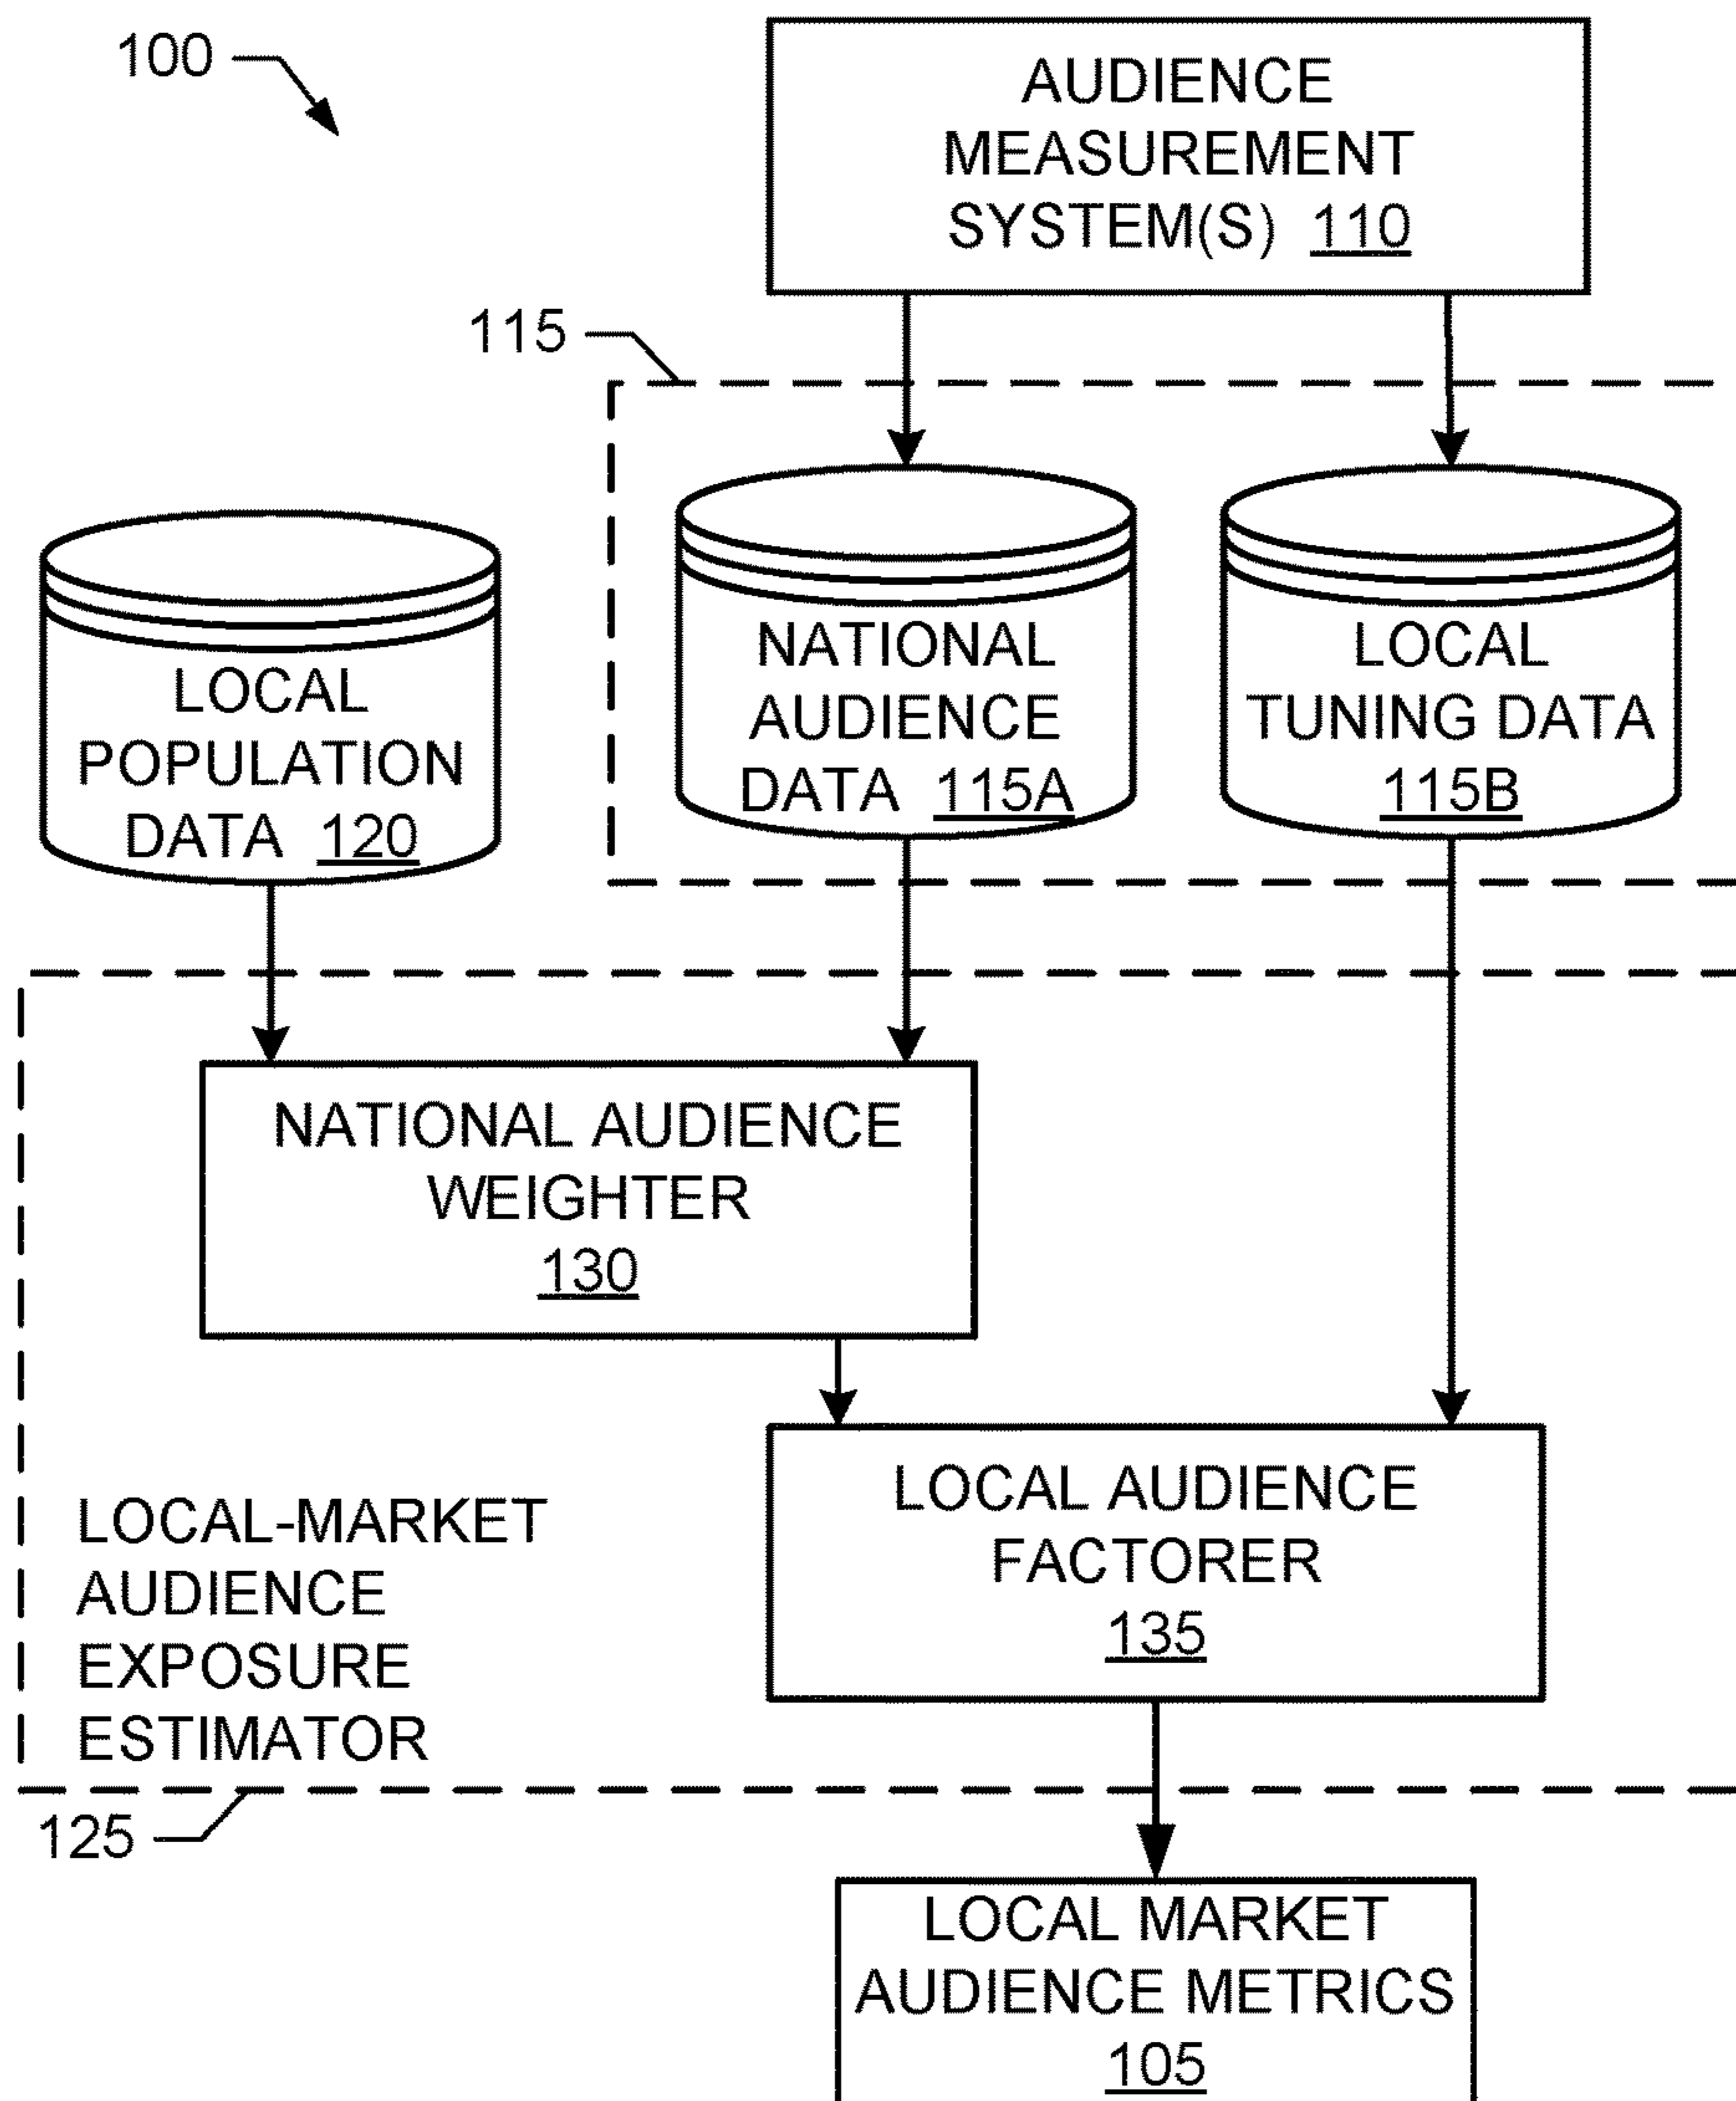 100
AUDIENCE
MEASUREMENT
SYSTEM(S) 110
115
LOCAL
POPULATION
DATA 120
NATIONAL
AUDIENCE
DATA 115A
LOCAL
TUNING DATA
115B
NATIONAL AUDIENCE
WEIGHTER
130
LOCAL AUDIENCE
FACTORER
135
LOCAL-MARKET
AUDIENCE
EXPOSURE
ESTIMATOR
125
LOCAL MARKET
AUDIENCE METRICS
105